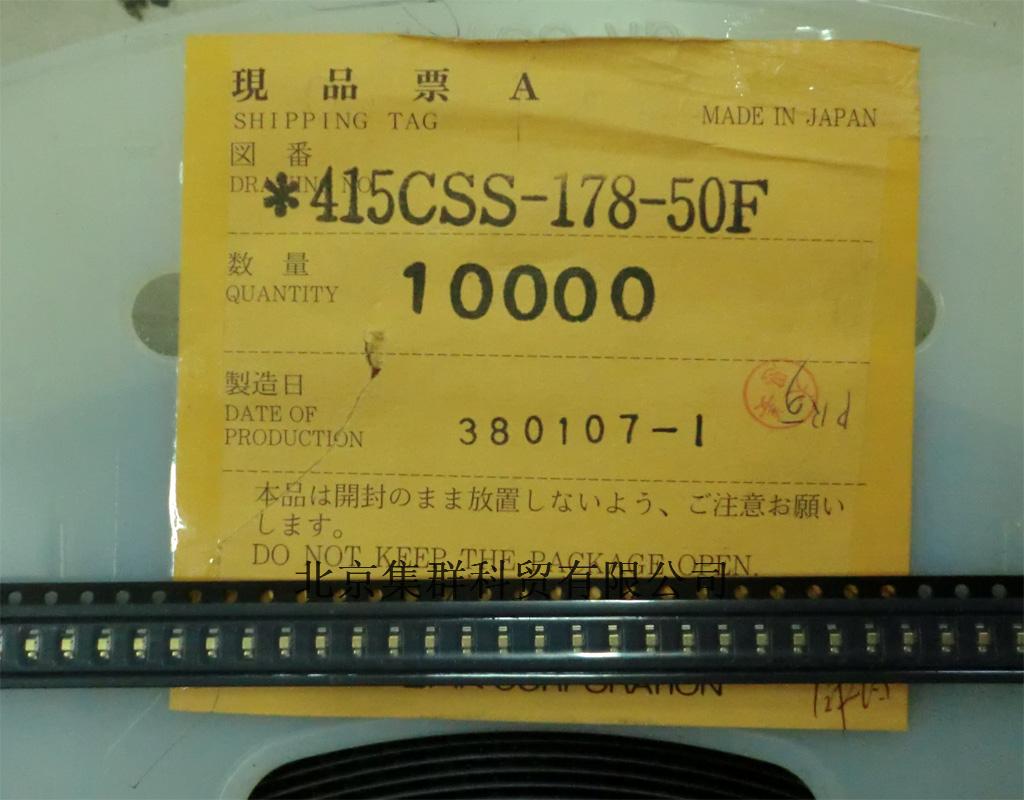 現 品 票 A
SHIPPING TAG
MADE IN JAPAN
図 番
DRAWING NO
*415CSS-178-50F
数 量
QUANTITY
10000
製造日
DATE OF
PRODUCTION
380107-1
本品は開封のまま放置しないよう、ご注意お願い
します。
DO NOT KEEP THE PACKAGE OPEN.
北京集群科贸有限公司
CORPORATION